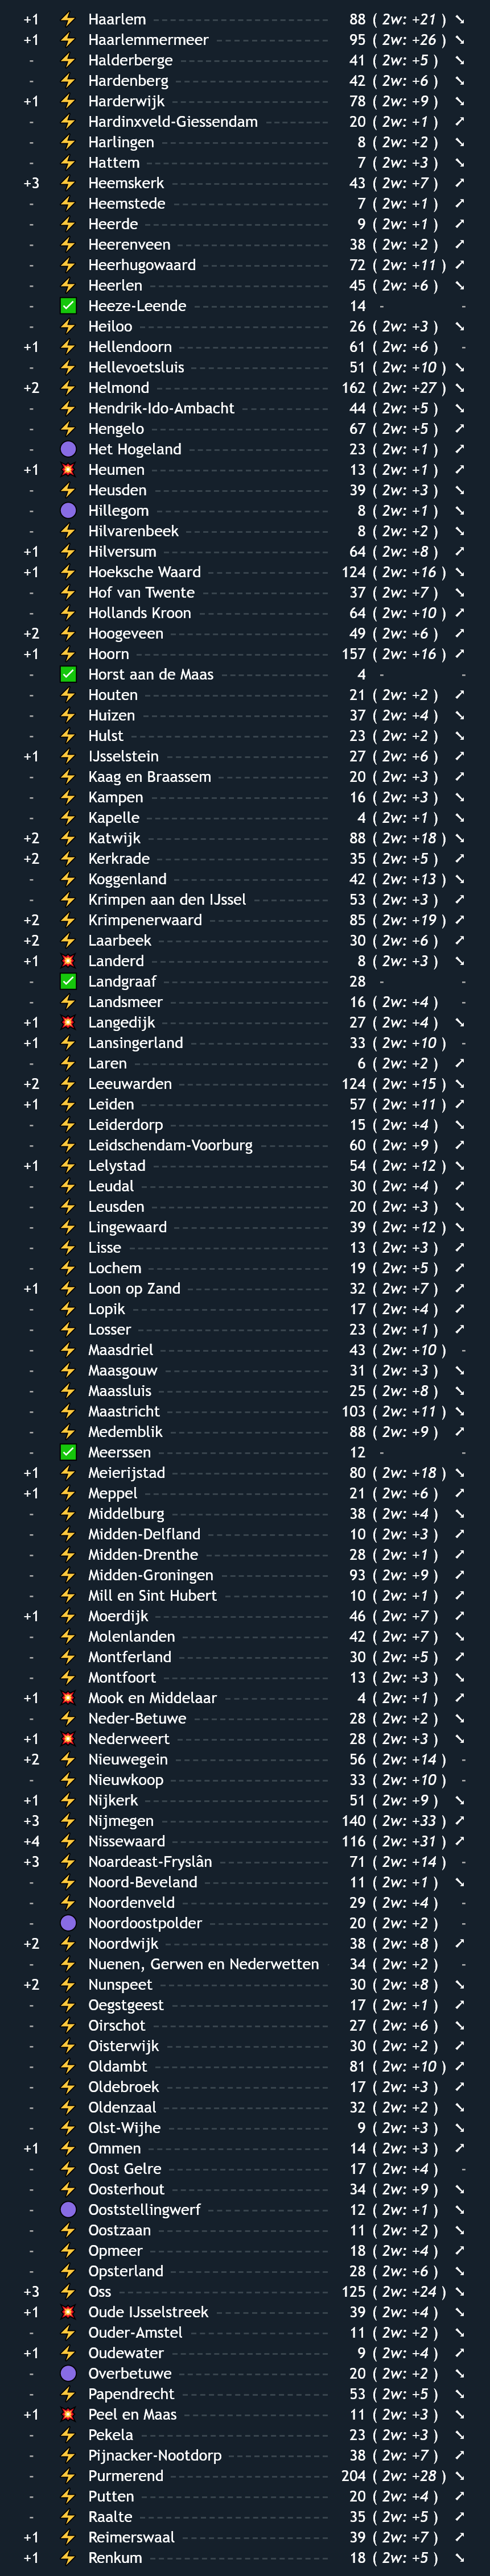 +1 ⚡ Haarlem 88 ( 2w: +21 ) ↘
+1 ⚡ Haarlemmermeer 95 ( 2w: +26 ) ↘
- ⚡ Halderberge 41 ( 2w: +5 ) ↘
- ⚡ Hardenberg 42 ( 2w: +6 ) ↘
+1 ⚡ Harderwijk 78 ( 2w: +9 ) ↘
- ⚡ Hardinxveld-Giessendam 20 ( 2w: +1 ) ↗
- ⚡ Harlingen 8 ( 2w: +2 ) ↘
- ⚡ Hattem 7 ( 2w: +3 ) ↘
+3 ⚡ Heemskerk 43 ( 2w: +7 ) ↗
- ⚡ Heemstede 7 ( 2w: +1 ) ↗
- ⚡ Heerde 9 ( 2w: +1 ) ↗
- ⚡ Heerenveen 38 ( 2w: +2 ) ↗
- ⚡ Heerhugowaard 72 ( 2w: +11 ) ↗
- ⚡ Heerlen 45 ( 2w: +6 ) ↘
- ✅ Heeze-Leende 14 - -
- ⚡ Heiloo 26 ( 2w: +3 ) ↘
+1 ⚡ Hellendoorn 61 ( 2w: +6 ) -
- ⚡ Hellevoetsluis 51 ( 2w: +10 ) ↘
+2 ⚡ Helmond 162 ( 2w: +27 ) ↘
- ⚡ Hendrik-Ido-Ambacht 44 ( 2w: +5 ) ↘
- ⚡ Hengelo 67 ( 2w: +5 ) ↗
- 🟣 Het Hogeland 23 ( 2w: +1 ) ↗
+1 💥 Heumen 13 ( 2w: +1 ) ↗
- ⚡ Heusden 39 ( 2w: +3 ) ↘
- 🟣 Hillegom 8 ( 2w: +1 ) ↘
- ⚡ Hilvarenbeek 8 ( 2w: +2 ) ↘
+1 ⚡ Hilversum 64 ( 2w: +8 ) ↗
+1 ⚡ Hoeksche Waard 124 ( 2w: +16 ) ↘
- ⚡ Hof van Twente 37 ( 2w: +7 ) ↘
- ⚡ Hollands Kroon 64 ( 2w: +10 ) ↗
+2 ⚡ Hoogeveen 49 ( 2w: +6 ) ↗
+1 ⚡ Hoorn 157 ( 2w: +16 ) ↗
- ✅ Horst aan de Maas 4 - -
- ⚡ Houten 21 ( 2w: +2 ) ↗
- ⚡ Huizen 37 ( 2w: +4 ) ↘
- ⚡ Hulst 23 ( 2w: +2 ) ↘
+1 ⚡ IJsselstein 27 ( 2w: +6 ) ↗
- ⚡ Kaag en Braassem 20 ( 2w: +3 ) ↗
- ⚡ Kampen 16 ( 2w: +3 ) ↘
- ⚡ Kapelle 4 ( 2w: +1 ) ↘
+2 ⚡ Katwijk 88 ( 2w: +18 ) ↘
+2 ⚡ Kerkrade 35 ( 2w: +5 ) ↗
- ⚡ Koggenland 42 ( 2w: +13 ) ↘
- ⚡ Krimpen aan den IJssel 53 ( 2w: +3 ) ↗
+2 ⚡ Krimpenerwaard 85 ( 2w: +19 ) ↗
+2 ⚡ Laarbeek 30 ( 2w: +6 ) ↗
+1 💥 Landerd 8 ( 2w: +3 ) ↘
- ✅ Landgraaf 28 - -
- ⚡ Landsmeer 16 ( 2w: +4 ) -
+1 💥 Langedijk 27 ( 2w: +4 ) ↘
+1 ⚡ Lansingerland 33 ( 2w: +10 ) -
- ⚡ Laren 6 ( 2w: +2 ) ↗
+2 ⚡ Leeuwarden 124 ( 2w: +15 ) ↘
+1 ⚡ Leiden 57 ( 2w: +11 ) ↗
- ⚡ Leiderdorp 15 ( 2w: +4 ) ↘
- ⚡ Leidschendam-Voorburg 60 ( 2w: +9 ) ↗
+1 ⚡ Lelystad 54 ( 2w: +12 ) ↘
- ⚡ Leudal 30 ( 2w: +4 ) ↗
- ⚡ Leusden 20 ( 2w: +3 ) ↘
- ⚡ Lingewaard 39 ( 2w: +12 ) ↘
- ⚡ Lisse 13 ( 2w: +3 ) ↗
- ⚡ Lochem 19 ( 2w: +5 ) ↗
+1 ⚡ Loon op Zand 32 ( 2w: +7 ) ↗
- ⚡ Lopik 17 ( 2w: +4 ) ↗
- ⚡ Losser 23 ( 2w: +1 ) ↗
- ⚡ Maasdriel 43 ( 2w: +10 ) -
- ⚡ Maasgouw 31 ( 2w: +3 ) ↘
- ⚡ Maassluis 25 ( 2w: +8 ) ↘
- ⚡ Maastricht 103 ( 2w: +11 ) ↘
- ⚡ Medemblik 88 ( 2w: +9 ) ↗
- ✅ Meerssen 12 - -
+1 ⚡ Meierijstad 80 ( 2w: +18 ) ↘
+1 ⚡ Meppel 21 ( 2w: +6 ) ↗
- ⚡ Middelburg 38 ( 2w: +4 ) ↘
- ⚡ Midden-Delfland 10 ( 2w: +3 ) ↗
- ⚡ Midden-Drenthe 28 ( 2w: +1 ) ↗
- ⚡ Midden-Groningen 93 ( 2w: +9 ) ↗
- ⚡ Mill en Sint Hubert 10 ( 2w: +1 ) ↗
+1 ⚡ Moerdijk 46 ( 2w: +7 ) ↗
- ⚡ Molenlanden 42 ( 2w: +7 ) ↘
- ⚡ Montferland 30 ( 2w: +5 ) ↗
- ⚡ Montfoort 13 ( 2w: +3 ) ↘
+1 💥 Mook en Middelaar 4 ( 2w: +1 ) ↗
- ⚡ Neder-Betuwe 28 ( 2w: +2 ) ↘
+1 💥 Nederweert 28 ( 2w: +3 ) ↘
+2 ⚡ Nieuwegein 56 ( 2w: +14 ) -
- ⚡ Nieuwkoop 33 ( 2w: +10 ) -
+1 ⚡ Nijkerk 51 ( 2w: +9 ) ↘
+3 ⚡ Nijmegen 140 ( 2w: +33 ) ↗
+4 ⚡ Nissewaard 116 ( 2w: +31 ) ↗
+3 ⚡ Noardeast-Fryslân 71 ( 2w: +14 ) -
- ⚡ Noord-Beveland 11 ( 2w: +1 ) ↘
- ⚡ Noordenveld 29 ( 2w: +4 ) -
- 🟣 Noordoostpolder 20 ( 2w: +2 ) -
+2 ⚡ Noordwijk 38 ( 2w: +8 ) ↗
- ⚡ Nuenen, Gerwen en Nederwetten 34 ( 2w: +2 ) -
+2 ⚡ Nunspeet 30 ( 2w: +8 ) ↘
- ⚡ Oegstgeest 17 ( 2w: +1 ) ↗
- ⚡ Oirschot 27 ( 2w: +6 ) ↘
- ⚡ Oisterwijk 30 ( 2w: +2 ) ↗
- ⚡ Oldambt 81 ( 2w: +10 ) ↗
- ⚡ Oldebroek 17 ( 2w: +3 ) ↗
- ⚡ Oldenzaal 32 ( 2w: +2 ) ↘
- ⚡ Olst-Wijhe 9 ( 2w: +3 ) ↘
+1 ⚡ Ommen 14 ( 2w: +3 ) ↗
- ⚡ Oost Gelre 17 ( 2w: +4 ) -
- ⚡ Oosterhout 34 ( 2w: +9 ) ↘
- 🟣 Ooststellingwerf 12 ( 2w: +1 ) ↘
- ⚡ Oostzaan 11 ( 2w: +2 ) ↘
- ⚡ Opmeer 18 ( 2w: +4 ) ↗
- ⚡ Opsterland 28 ( 2w: +6 ) ↘
+3 ⚡ Oss 125 ( 2w: +24 ) ↘
+1 💥 Oude IJsselstreek 39 ( 2w: +4 ) ↘
- ⚡ Ouder-Amstel 11 ( 2w: +2 ) ↘
+1 ⚡ Oudewater 9 ( 2w: +4 ) ↗
- 🟣 Overbetuwe 20 ( 2w: +2 ) ↘
- ⚡ Papendrecht 53 ( 2w: +5 ) ↘
+1 💥 Peel en Maas 11 ( 2w: +3 ) ↘
- ⚡ Pekela 23 ( 2w: +3 ) ↘
- ⚡ Pijnacker-Nootdorp 38 ( 2w: +7 ) ↗
- ⚡ Purmerend 204 ( 2w: +28 ) ↘
- ⚡ Putten 20 ( 2w: +4 ) ↗
- ⚡ Raalte 35 ( 2w: +5 ) ↗
+1 ⚡ Reimerswaal 39 ( 2w: +7 ) ↗
+1 ⚡ Renkum 18 ( 2w: +5 ) ↘